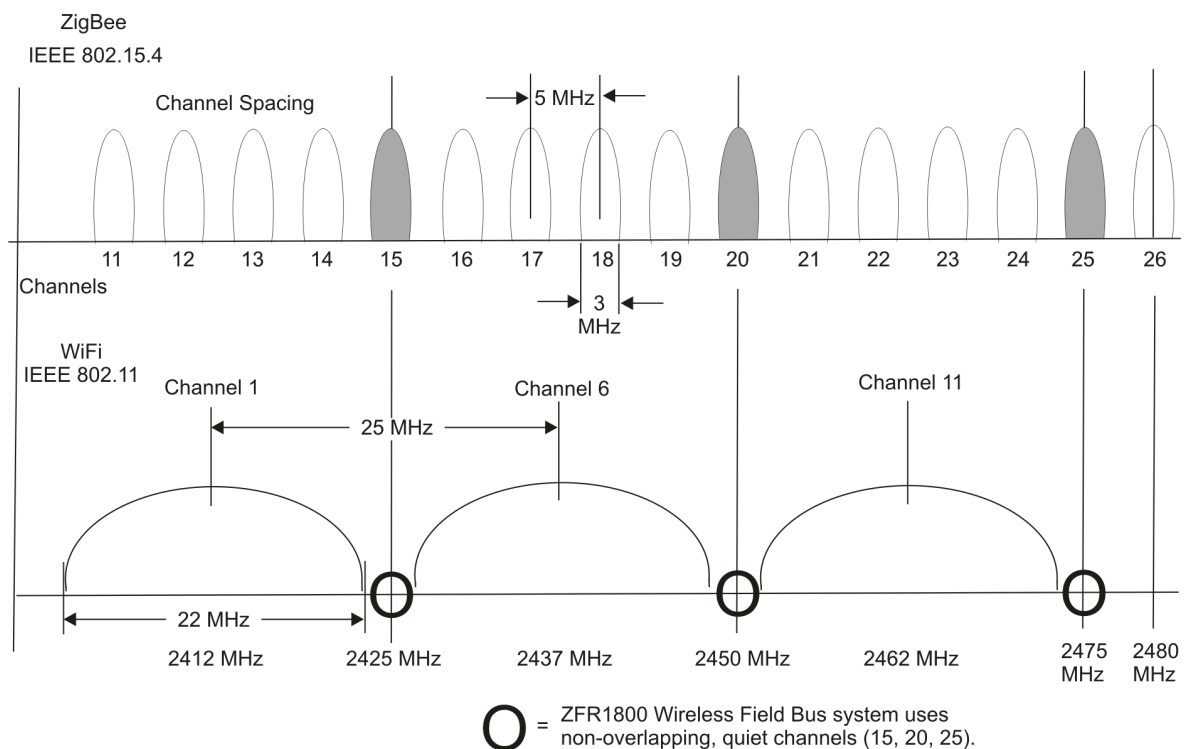 ZigBee
IEEE 802.15.4
Channel Spacing
5 MHz
11 12 13 14 15 16 17 18 19 20 21 22 23 24 25 26
Channels
3
MHz
WiFi
IEEE 802.11
Channel 1
Channel 6
Channel 11
25 MHz
22 MHz
2412 MHz
2425 MHz
2437 MHz
2450 MHz
2462 MHz
2475
MHz
2480
MHz
O = ZFR1800 Wireless Field Bus system uses
non-overlapping, quiet channels (15, 20, 25).